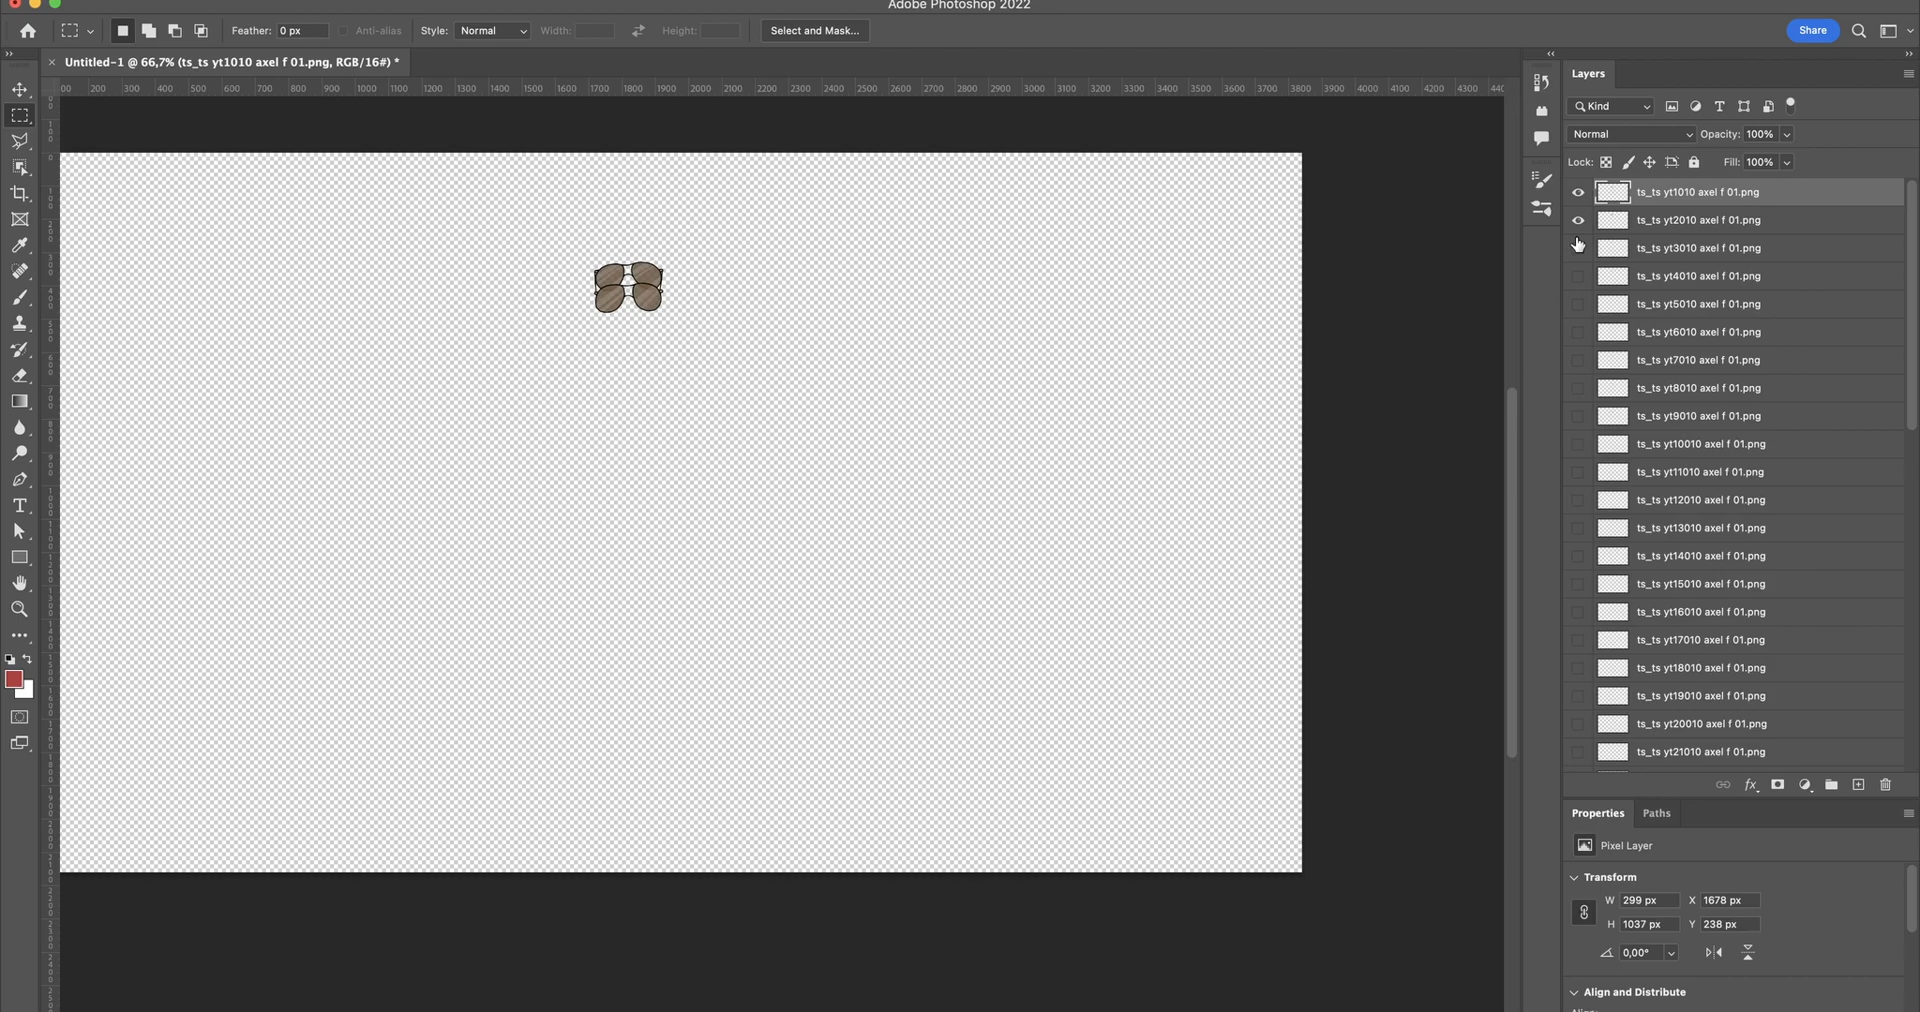 Adobe Photoshop 2022
Feather: 0 px Anti-alias Style: Normal Width: Height: Select and Mask... Share
Untitled-1 @ 66,7% (ts_ts yt1010 axel f 01.png, RGB/16#) *
00 200 300 400 500 600 700 800 900 1000 1100 1200 1300 1400 1500 1600 1700 1800 1900 2000 2100 2200 2300 2400 2500 2600 2700 2800 2900 3000 3100 3200 3300 3400 3500 3600 3700 3800 3900 4000 4100 4200 4300 440
Layers
Kind
Normal Opacity: 100%
Lock: Fill: 100%
ts_ts yt1010 axel f 01.png
ts_ts yt2010 axel f 01.png
ts_ts yt3010 axel f 01.png
ts_ts yt4010 axel f 01.png
ts_ts yt5010 axel f 01.png
ts_ts yt6010 axel f 01.png
ts_ts yt7010 axel f 01.png
ts_ts yt8010 axel f 01.png
ts_ts yt9010 axel f 01.png
ts_ts yt10010 axel f 01.png
ts_ts yt11010 axel f 01.png
ts_ts yt12010 axel f 01.png
ts_ts yt13010 axel f 01.png
ts_ts yt14010 axel f 01.png
ts_ts yt15010 axel f 01.png
ts_ts yt16010 axel f 01.png
ts_ts yt17010 axel f 01.png
ts_ts yt18010 axel f 01.png
ts_ts yt19010 axel f 01.png
ts_ts yt20010 axel f 01.png
ts_ts yt21010 axel f 01.png
fx
Properties Paths
Pixel Layer
Transform
W 299 px X 1678 px
H 1037 px Y 238 px
0,00°
Align and Distribute